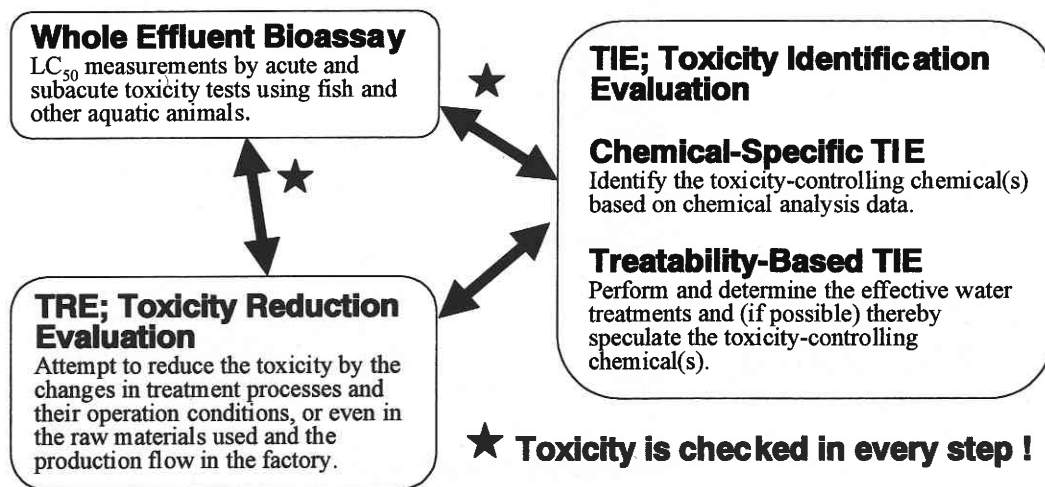 Whole Effluent Bioassay
LC50 measurements by acute and
subacute toxicity tests using fish and
other aquatic animals.
TIE; Toxicity Identification
Evaluation
Chemical-Specific TIE
Identify the toxicity-controlling chemical(s)
based on chemical analysis data.
Treatability-Based TIE
Perform and determine the effective water
treatments and (if possible) thereby
speculate the toxicity-controlling
chemical(s).
TRE; Toxicity Reduction
Evaluation
Attempt to reduce the toxicity by the
changes in treatment processes and
their operation conditions, or even in
the raw materials used and the
production flow in the factory.
★ Toxicity is checked in every step !